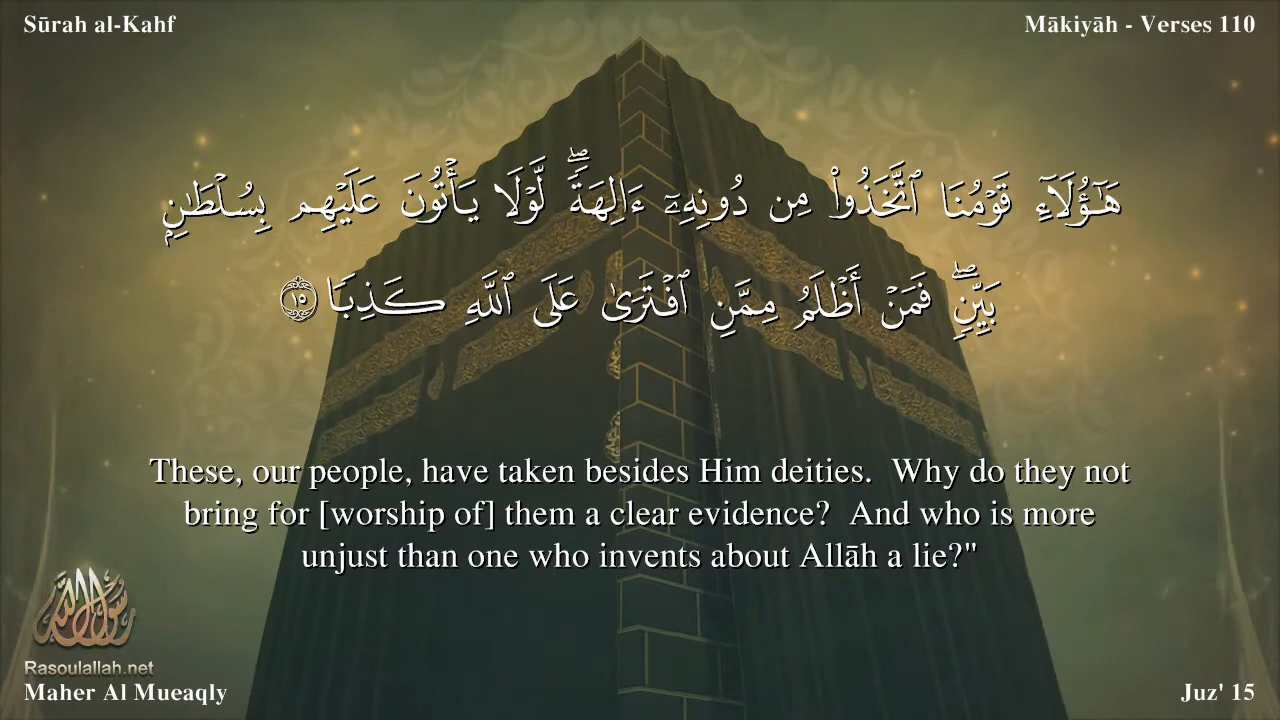 Sūrah al-Kahf
Mākiyāh - Verses 110
هَـٰٓؤُلَآءِ قَوْمُنَا ٱتَّخَذُوا۟ مِن دُونِهِۦٓ ءَالِهَةًۭ ۖ لَّوْلَا يَأْتُونَ عَلَيْهِم بِسُلْطَـٰنٍۭ
بَيِّنٍۢ ۖ فَمَنْ أَظْلَمُ مِمَّنِ ٱفْتَرَىٰ عَلَى ٱللَّهِ كَذِبًۭا ١٥
These, our people, have taken besides Him deities.  Why do they not
bring for [worship of] them a clear evidence?  And who is more
unjust than one who invents about Allāh a lie?"
رسول الله
Rasoulallah.net
Maher Al Mueaqly
Juz' 15